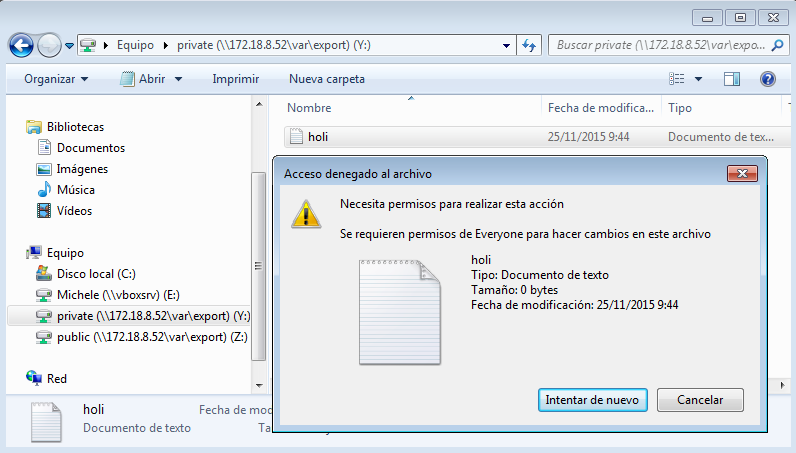 Equipo private (\\172.18.8.52\var\export) (Y:)
Buscar private (\\172.18.8.52\var\expo...
Organizar Abrir Imprimir Nueva carpeta
Nombre Fecha de modifica... Tipo
holi 25/11/2015 9:44 Documento de tex...
Bibliotecas
Documentos
Imágenes
Música
Vídeos
Equipo
Disco local (C:)
Michele (\\vboxsrv) (E:)
private (\\172.18.8.52\var\export) (Y:)
public (\\172.18.8.52\var\export) (Z:)
Red
Acceso denegado al archivo
Necesita permisos para realizar esta acción
Se requieren permisos de Everyone para hacer cambios en este archivo
holi
Tipo: Documento de texto
Tamaño: 0 bytes
Fecha de modificación: 25/11/2015 9:44
Intentar de nuevo Cancelar
holi Fecha de mod
Documento de texto